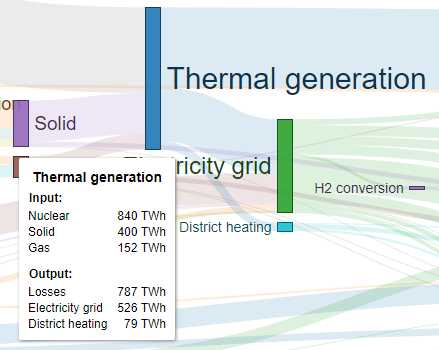 Thermal generation
Solid
ricity grid
H2 conversion
District heating
Thermal generation
Input:
Nuclear 840 TWh
Solid 400 TWh
Gas 152 TWh
Output:
Losses 787 TWh
Electricity grid 526 TWh
District heating 79 TWh